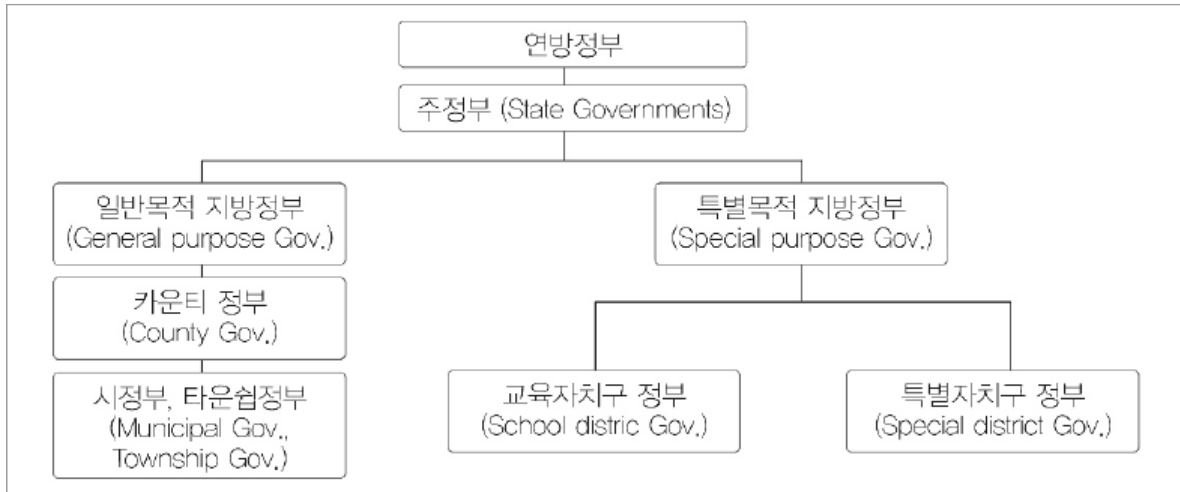 연방정부
주정부 (State Governments)
일반목적 지방정부
(General purpose Gov.)
특별목적 지방정부
(Special purpose Gov.)
카운티 정부
(County Gov.)
시정부, 타운쉽정부
(Municipal Gov.,
Township Gov.)
교육자치구 정부
(School distric Gov.)
특별자치구 정부
(Special district Gov.)